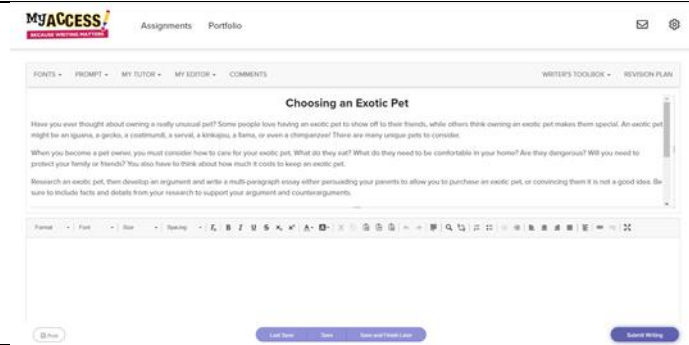 MY ACCESS!
BECAUSE WRITING MATTERS
Assignments Portfolio
FONTS PROMPT MY TUTOR MY EDITOR COMMENTS WRITER'S TOOLBOX REVISION PLAN
Choosing an Exotic Pet
Have you ever thought about owning a really unusual pet? Some people love having an exotic pet to show off to their friends, while others think owning an exotic pet makes them special. An exotic pet
might be an iguana, a gecko, a coatimundi, a serval, a kinkajou, a llama, or even a chimpanzee! There are many unique pets to consider.
When you become a pet owner, you must consider how to care for your exotic pet. What do they eat? What do they need to be comfortable in your home? Are they dangerous? Will you need to
protect your family or friends? You also have to think about how much it costs to keep an exotic pet.
Research an exotic pet, then develop an argument and write a multi-paragraph essay either persuading your parents to allow you to purchase an exotic pet, or convincing them it is not a good idea. Be
sure to include facts and details from your research to support your argument and counterarguments.
Format Font Size Spacing
Print Last Save Save Save and Finish Later Submit Writing